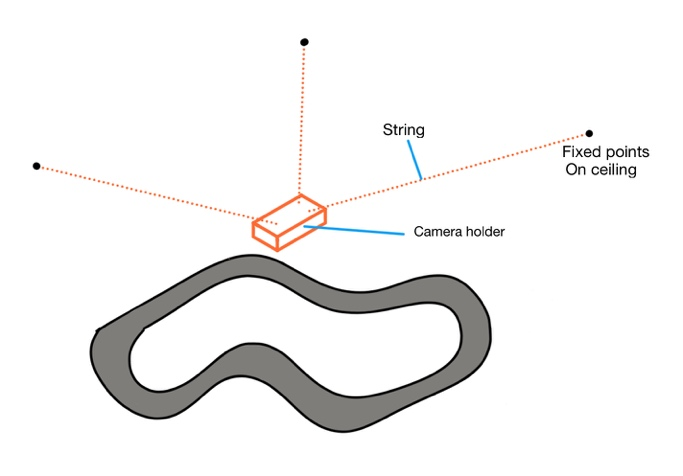 String
Fixed points
On ceiling
Camera holder